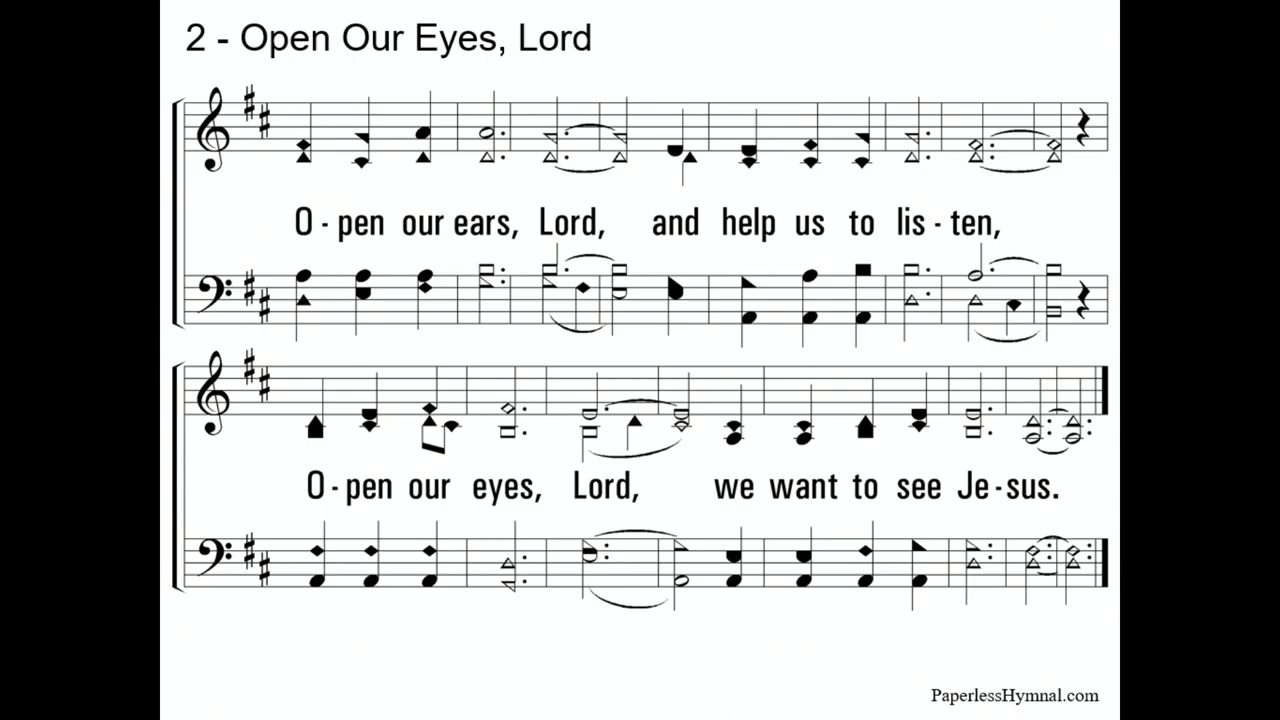 2 - Open Our Eyes, Lord
O - pen our ears, Lord, and help us to lis - ten,
O - pen our eyes, Lord, we want to see Je - sus.
PaperlessHymnal.com